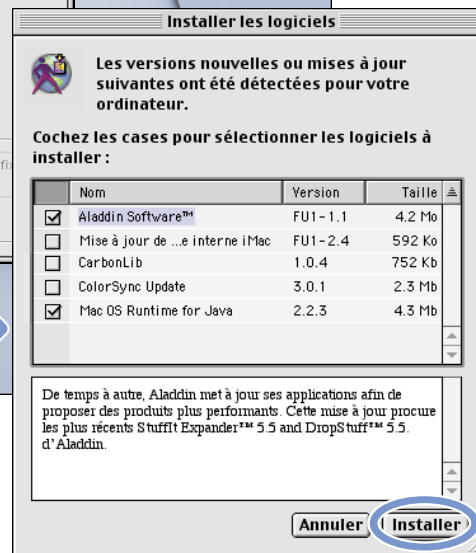 Installer les logiciels
Les versions nouvelles
ou mises à jour
suivantes ont été détectées pour votre
ordinateur.
Cochez les cases pour sélectionner les logiciels à
installer :
Nom Version Taille
Aladdin Software™ FU1-1.1 4.2 Mo
Mise à jour de ...e interne iMac FU1-2.4 592 Ko
CarbonLib 1.0.4 752 Kb
ColorSync Update 3.0.1 2.3 Mb
Mac OS Runtime for Java 2.2.3 4.3 Mb
De temps à autre, Aladdin met à jour ses applications afin de
proposer des produits plus performants. Cette mise à jour procure
les plus récents StuffIt Expander™ 5.5 and DropStuff™ 5.5.
d'Aladdin.
Annuler Installer